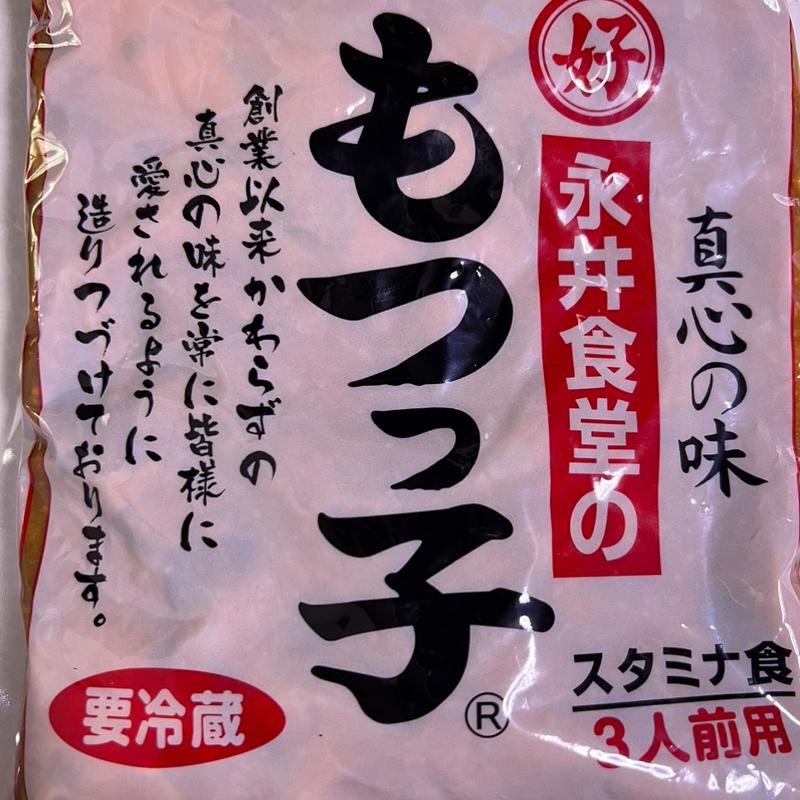 好
真心の味
永井食堂の
もつっ子
®
創業以来かわらずの
真心の味を常に皆様に
愛されるように
造りつづけております。
スタミナ食
3人前用
要冷蔵